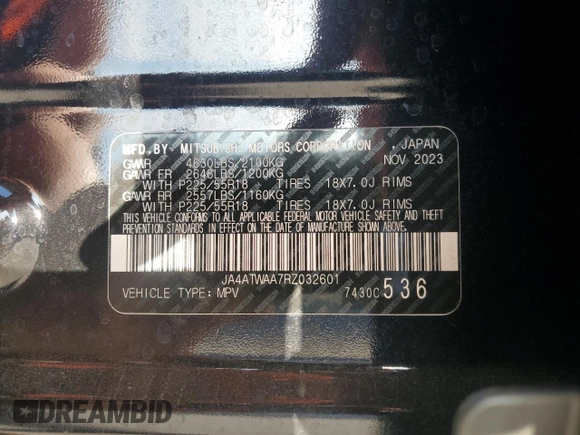 MFD.BY MITSUBISHI MOTORS CORPORATION, JAPAN
GVWR 4630LBS/2100KG NOV 2023
GAWR FR 2646LBS/1200KG
WITH P225/55R18 TIRES 18X7.0J RIMS
GAWR RR 2557LBS/1160KG
WITH P225/55R18 TIRES 18X7.0J RIMS
THIS VEHICLE CONFORMS TO ALL APPLICABLE FEDERAL MOTOR VEHICLE SAFETY AND THEFT
PREVENTION STANDARDS IN EFFECT ON THE DATE OF MANUFACTURE SHOWN ABOVE.
JA4ATWAA7RZ032601
VEHICLE TYPE: MPV 7430C 536
DREAMBID